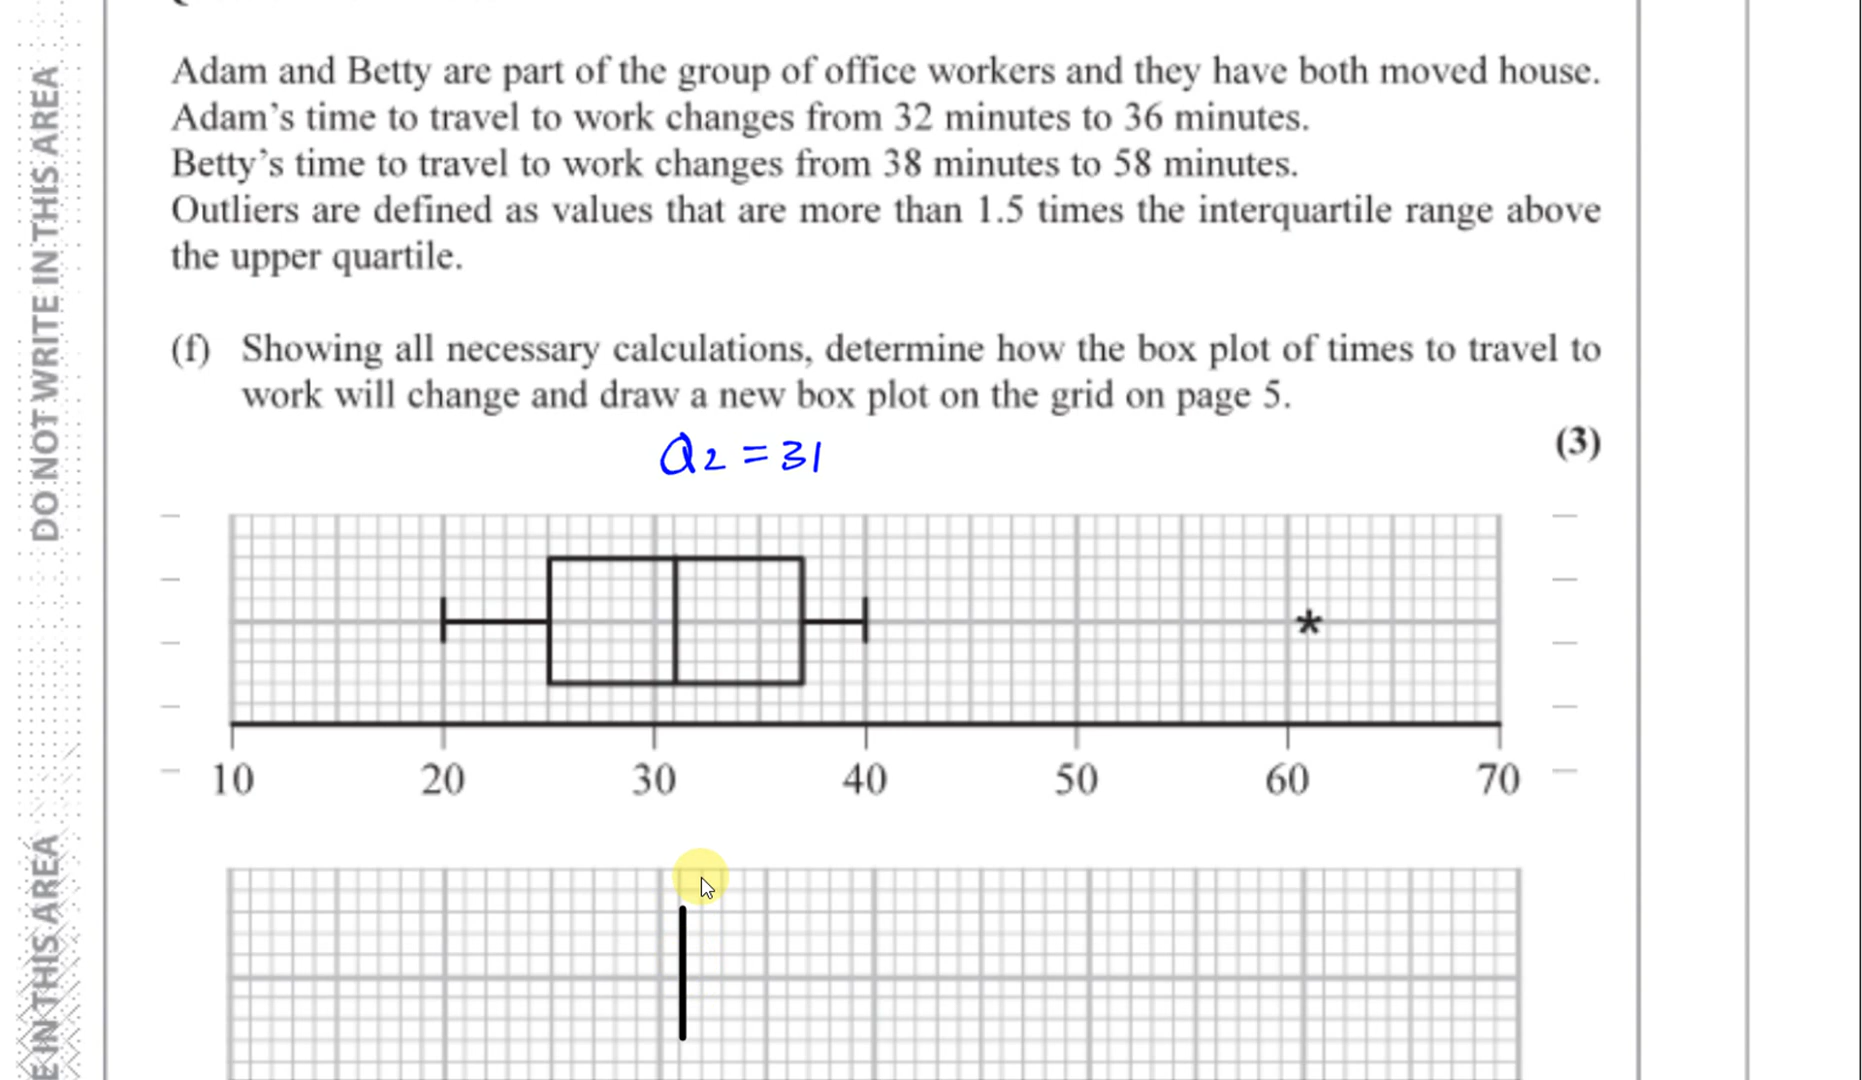 DO NOT WRITE IN THIS AREA
Adam and Betty are part of the group of office workers and they have both moved house.
Adam’s time to travel to work changes from 32 minutes to 36 minutes.
Betty’s time to travel to work changes from 38 minutes to 58 minutes.
Outliers are defined as values that are more than 1.5 times the interquartile range above
the upper quartile.
(f) Showing all necessary calculations, determine how the box plot of times to travel to
work will change and draw a new box plot on the grid on page 5.
(3)
Q2 = 31
*
10 20 30 40 50 60 70
E IN THIS AREA